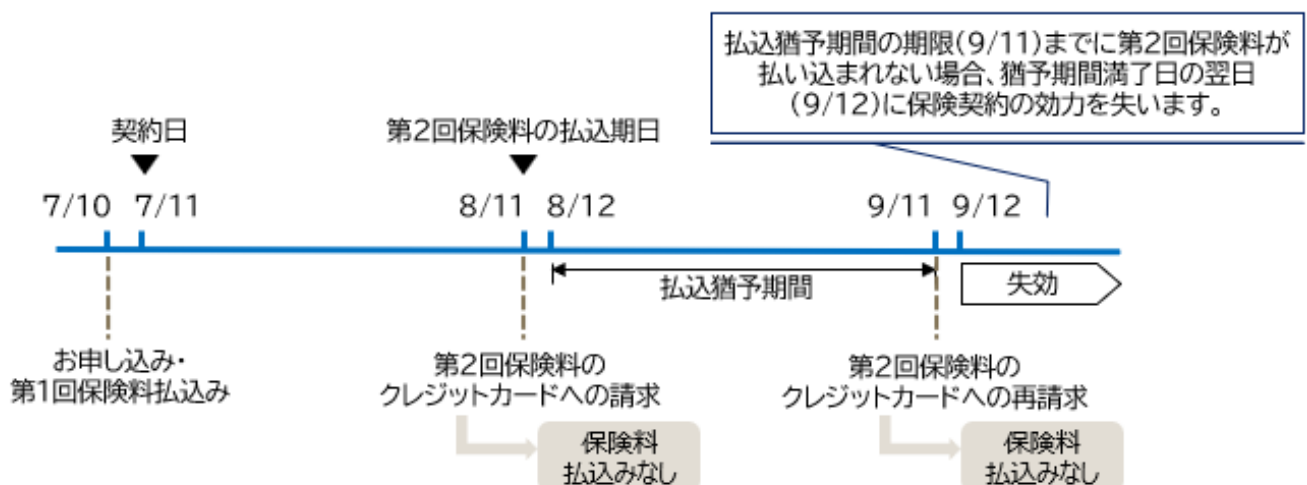 払込猶予期間の期限(9/11)までに第2回保険料が
払い込まれない場合、猶予期間満了日の翌日
(9/12)に保険契約の効力を失います。
契約日
第2回保険料の払込期日
7/10 7/11
8/11 8/12
9/11 9/12
払込猶予期間
失効
お申し込み・
第1回保険料払込み
第2回保険料の
クレジットカードへの請求
保険料
払込みなし
第2回保険料の
クレジットカードへの再請求
保険料
払込みなし